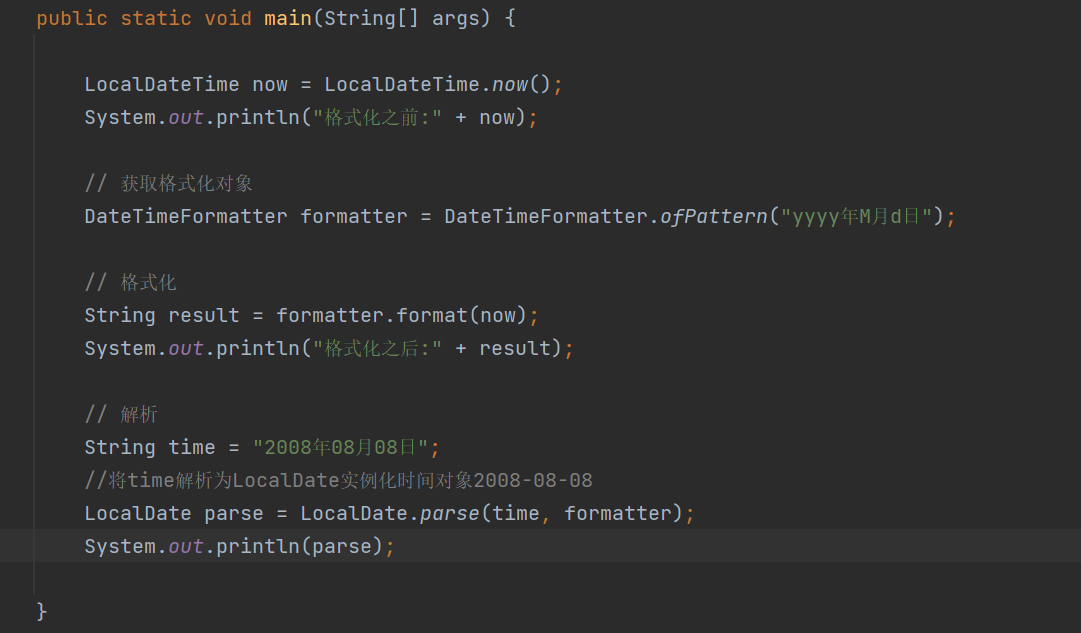 public static void main(String[] args) {
LocalDateTime now = LocalDateTime.now();
System.out.println("格式化之前:" + now);
// 获取格式化对象
DateTimeFormatter formatter = DateTimeFormatter.ofPattern("yyyy年M月d日");
// 格式化
String result = formatter.format(now);
System.out.println("格式化之后:" + result);
// 解析
String time = "2008年08月08日";
//将time解析为LocalDate实例化时间对象2008-08-08
LocalDate parse = LocalDate.parse(time, formatter);
System.out.println(parse);
}